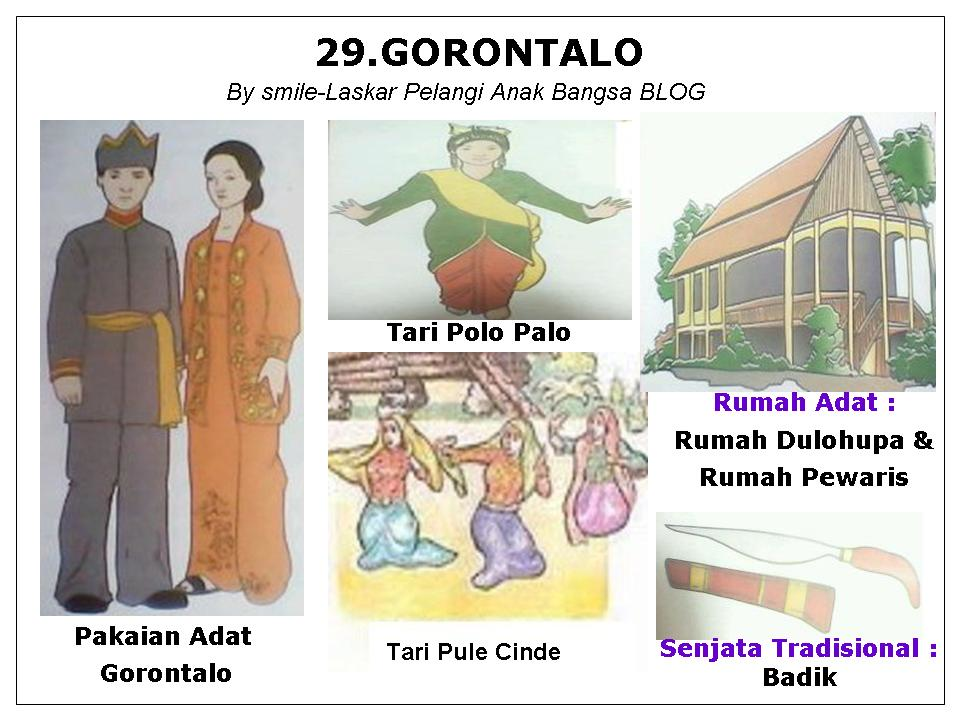 29.GORONTALO
By smile-Laskar Pelangi Anak Bangsa BLOG
Tari Polo Palo
Rumah Adat :
Rumah Dulohupa &
Rumah Pewaris
Pakaian Adat
Gorontalo
Tari Pule Cinde
Senjata Tradisional :
Badik